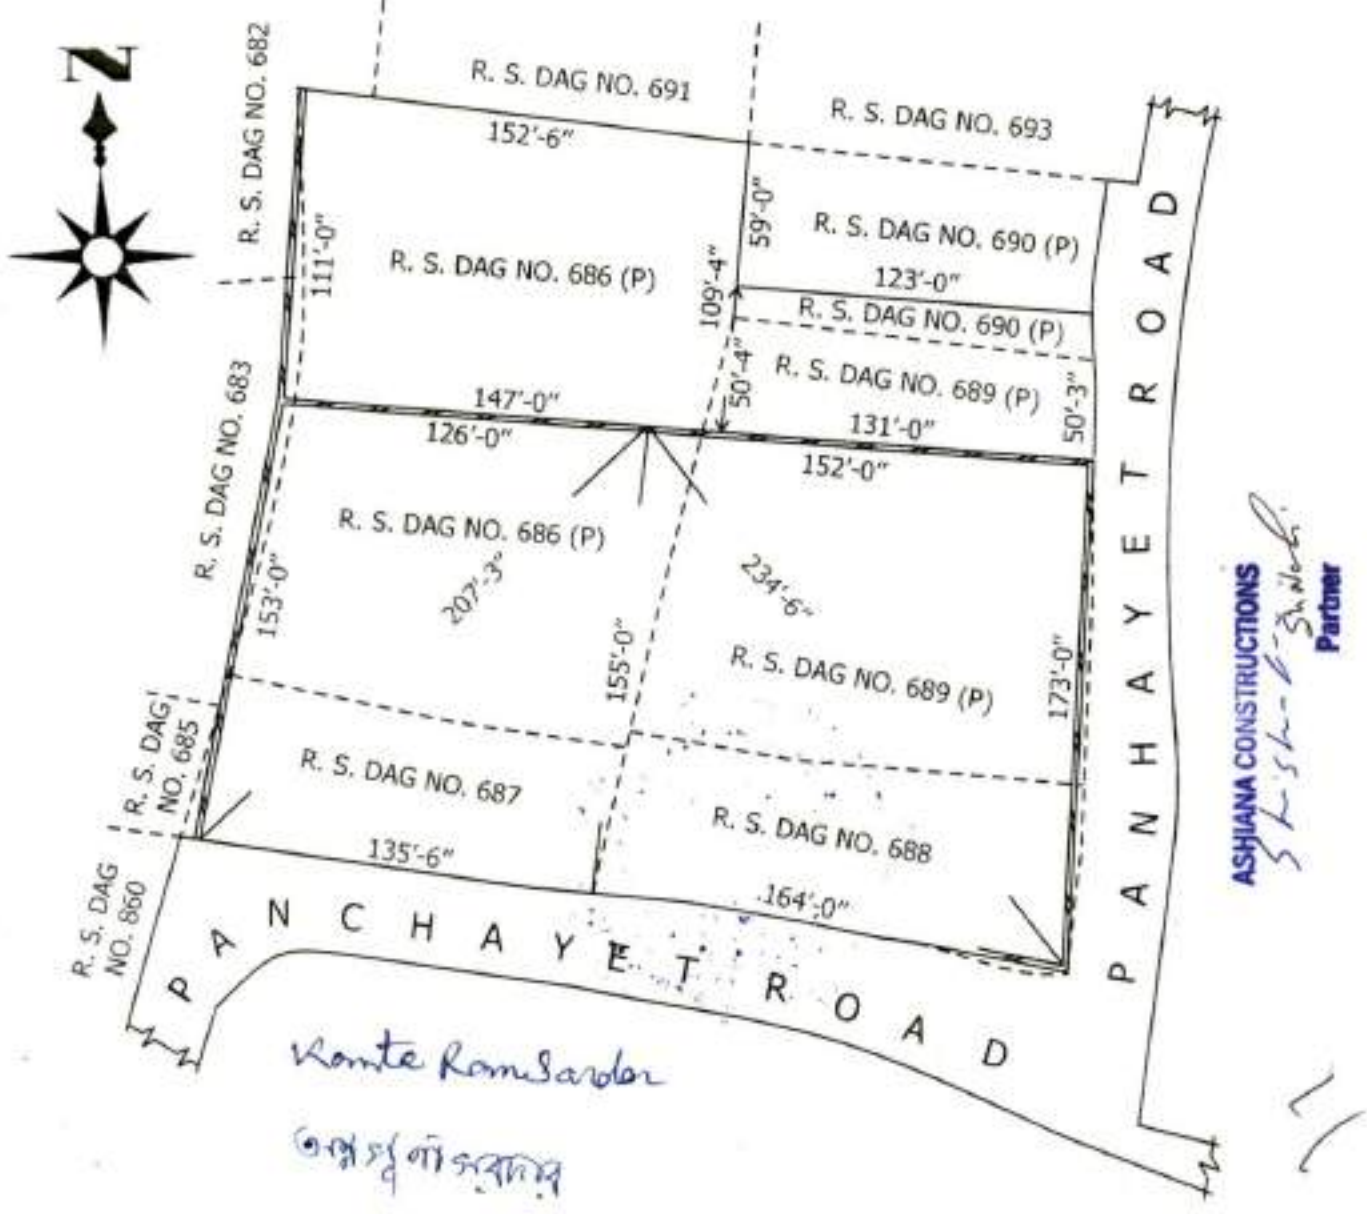 N
R. S. DAG NO. 682
R. S. DAG NO. 691
R. S. DAG NO. 693
152'-6"
111'-0"
R. S. DAG NO. 686 (P)
109'-4"
59'-0"
R. S. DAG NO. 690 (P)
123'-0"
R. S. DAG NO. 690 (P)
R. S. DAG NO. 689 (P)
50'-4"
131'-0"
50'-3"
147'-0"
126'-0"
152'-0"
R. S. DAG NO. 683
R. S. DAG NO. 686 (P)
207'-3"
234'-6"
153'-0"
155'-0"
R. S. DAG NO. 689 (P)
173'-0"
R. S. DAG
NO. 685
R. S. DAG NO. 687
135'-6"
R. S. DAG NO. 688
164'-0"
R. S. DAG
NO. 860
PANCHAYET ROAD
PANHAYET ROAD
ASHIANA CONSTRUCTIONS
Partner
Kamta Ram Sardar